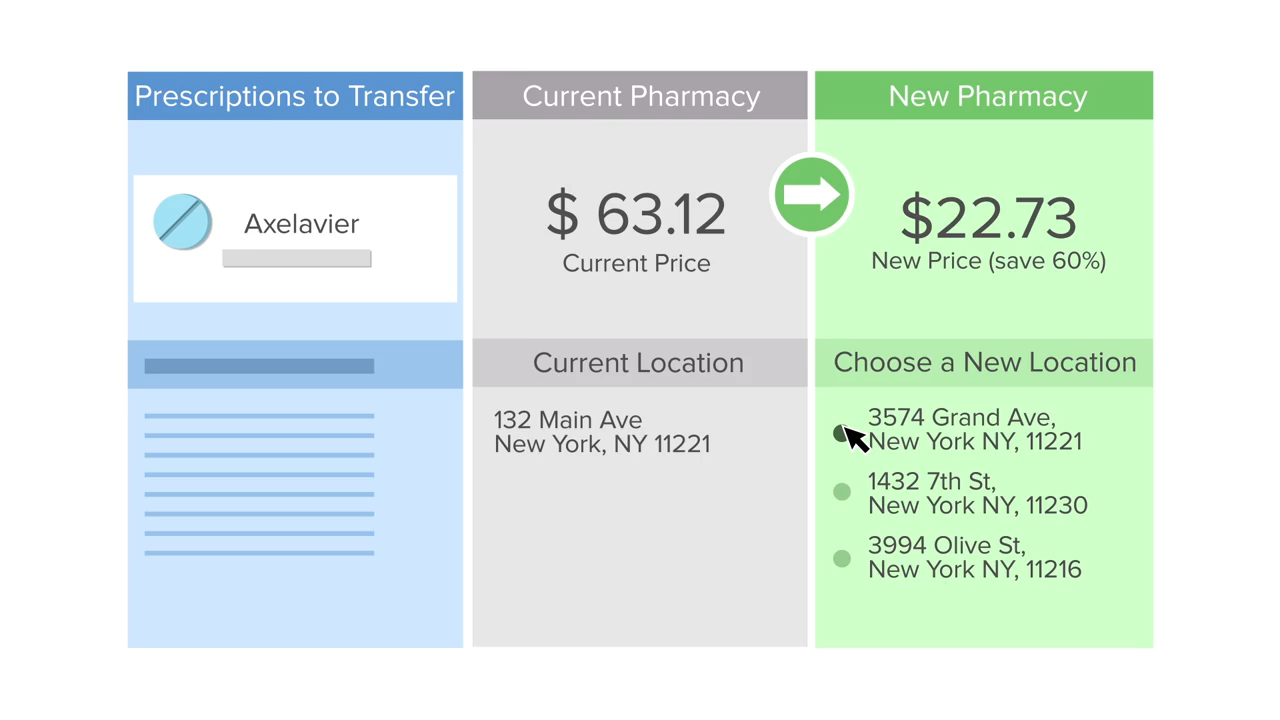 Prescriptions to Transfer
Axelavier
Current Pharmacy
$ 63.12
Current Price
Current Location
132 Main Ave
New York, NY 11221
New Pharmacy
$22.73
New Price (save 60%)
Choose a New Location
3574 Grand Ave,
New York NY, 11221
1432 7th St,
New York NY, 11230
3994 Olive St,
New York NY, 11216